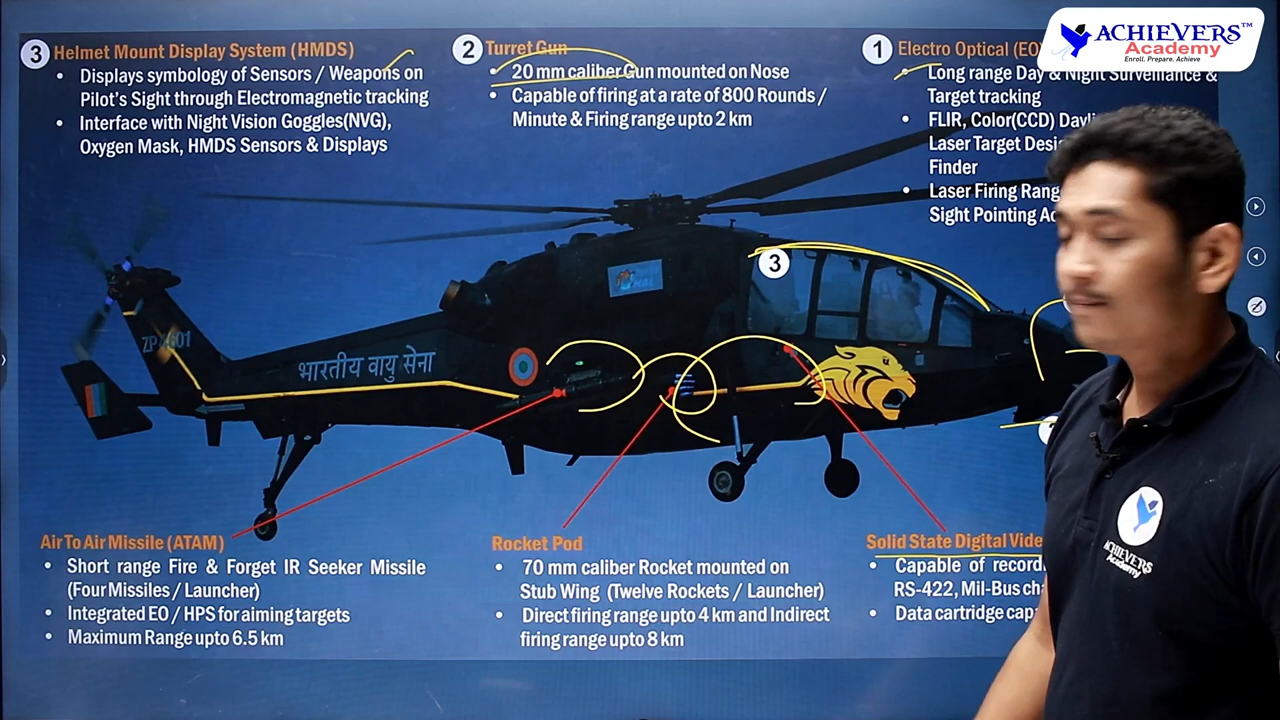 ACHIEVERS™
Academy
Enroll. Prepare. Achieve
3 Helmet Mount Display System (HMDS)
• Displays symbology of Sensors / Weapons on
Pilot's Sight through Electromagnetic tracking
• Interface with Night Vision Goggles(NVG),
Oxygen Mask, HMDS Sensors & Displays
2 Turret Gun
• 20 mm caliber Gun mounted on Nose
• Capable of firing at a rate of 800 Rounds /
Minute & Firing range upto 2 km
1 Electro Optical (EO
• Long range Day & Night Surveillance &
Target tracking
• FLIR, Color(CCD)
Laser Target
Finder
• Laser Firing
Sight Pointing
3
HAL
भारतीय वायु सेना
Air To Air Missile (ATAM)
• Short range Fire & Forget IR Seeker Missile
(Four Missiles / Launcher)
• Integrated EO / HPS for aiming targets
• Maximum Range upto 6.5 km
Rocket Pod
• 70 mm caliber Rocket mounted on
Stub Wing (Twelve Rockets / Launcher)
• Direct firing range upto 4 km and Indirect
firing range upto 8 km
Solid State Digital
• Capable of
RS-422, Mil-Bus
• Data cartridge
ACHIEVERS
Academy